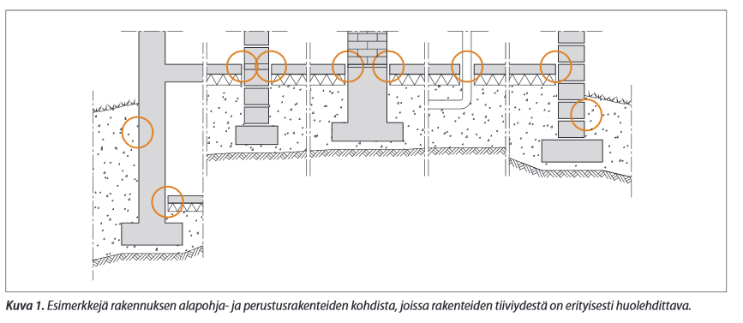 Kuva 1. Esimerkkejä rakennuksen alapohja- ja perustusrakenteiden kohdista, joissa rakenteiden tiiviydestä on erityisesti huolehdittava.